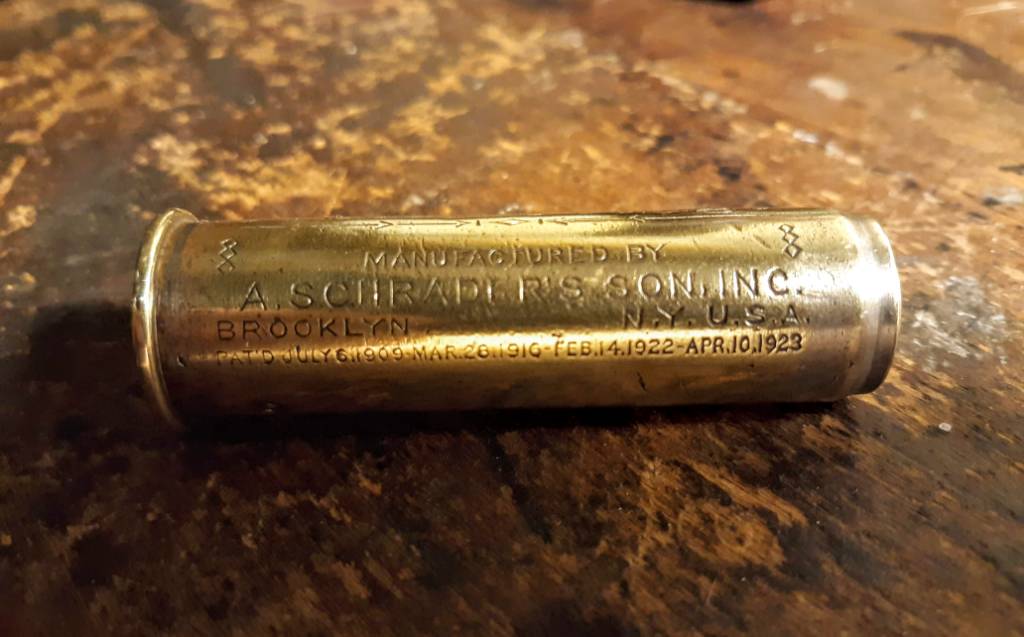 MANUFACTURED BY
A. SCHRADER'S SON, INC.
BROOKLYN N.Y. U.S.A.
PAT'D JULY 6.1909-MAR.28.1916-FEB.14.1922-APR.10.1923